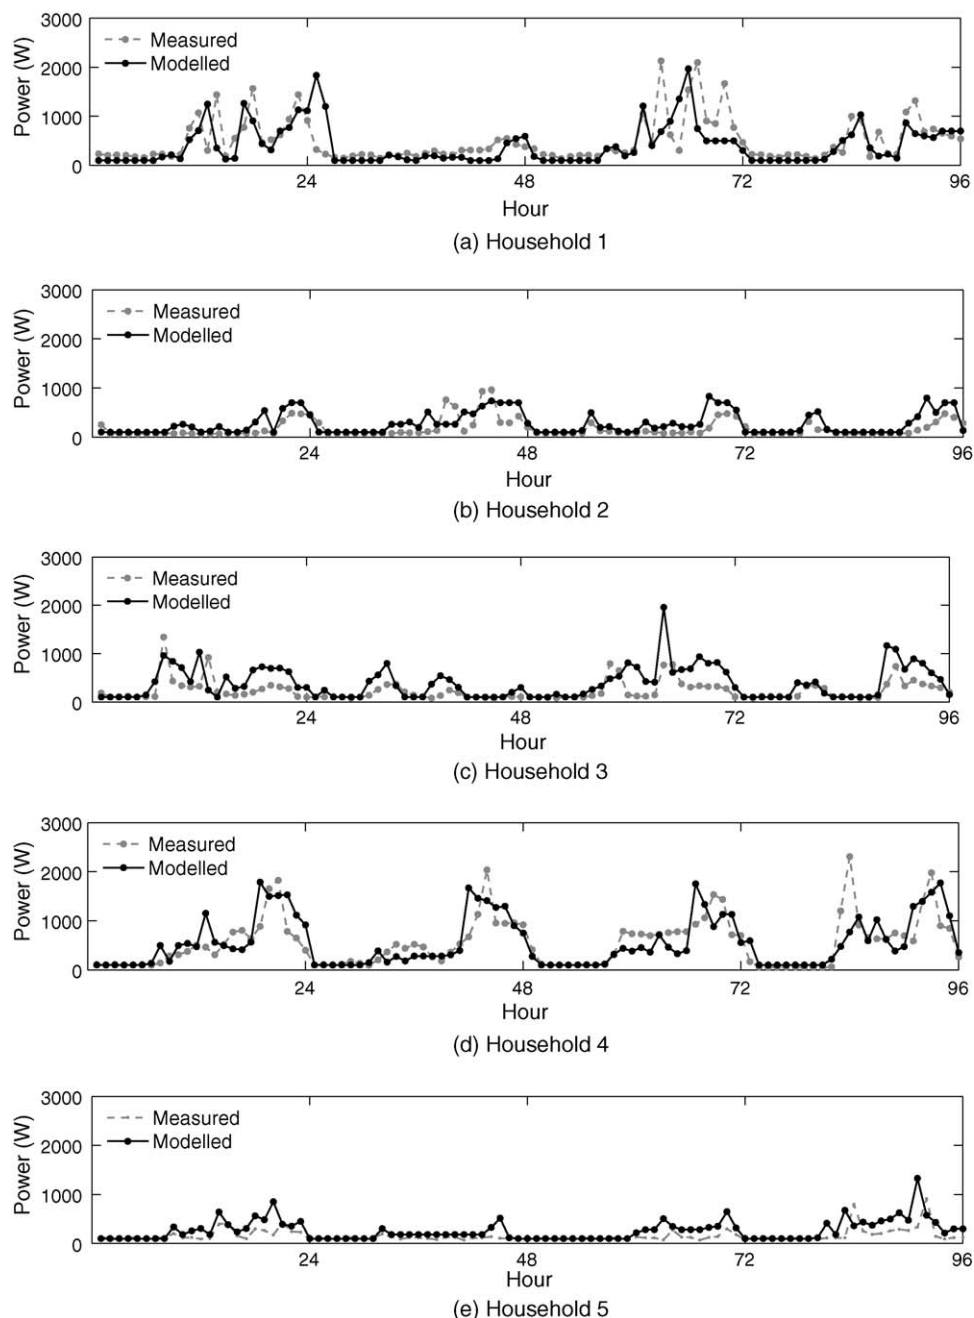 3000
Measured
Modelled
2000
1000
0
Power (W)
24 48 72 96
Hour
(a) Household 1
3000
Measured
Modelled
2000
1000
0
Power (W)
24 48 72 96
Hour
(b) Household 2
3000
Measured
Modelled
2000
1000
0
Power (W)
24 48 72 96
Hour
(c) Household 3
3000
Measured
Modelled
2000
1000
0
Power (W)
24 48 72 96
Hour
(d) Household 4
3000
Measured
Modelled
2000
1000
0
Power (W)
24 48 72 96
Hour
(e) Household 5